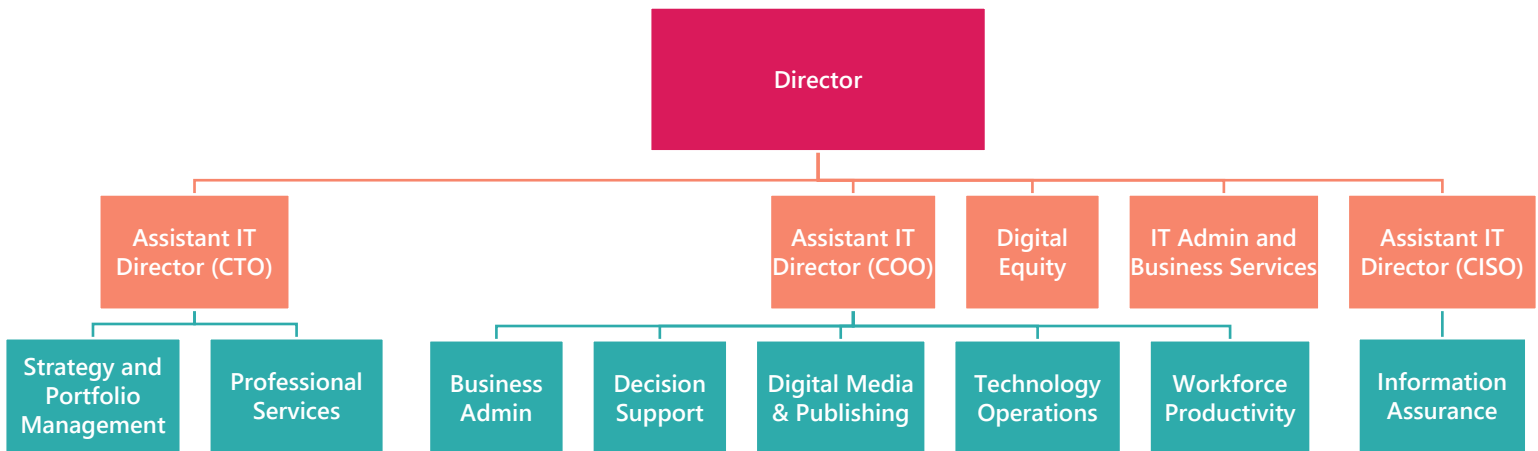 Director
Assistant IT
Director (CTO)
Assistant IT
Director (COO)
Digital
Equity
IT Admin and
Business Services
Assistant IT
Director (CISO)
Strategy and
Portfolio
Management
Professional
Services
Business
Admin
Decision
Support
Digital Media
& Publishing
Technology
Operations
Workforce
Productivity
Information
Assurance